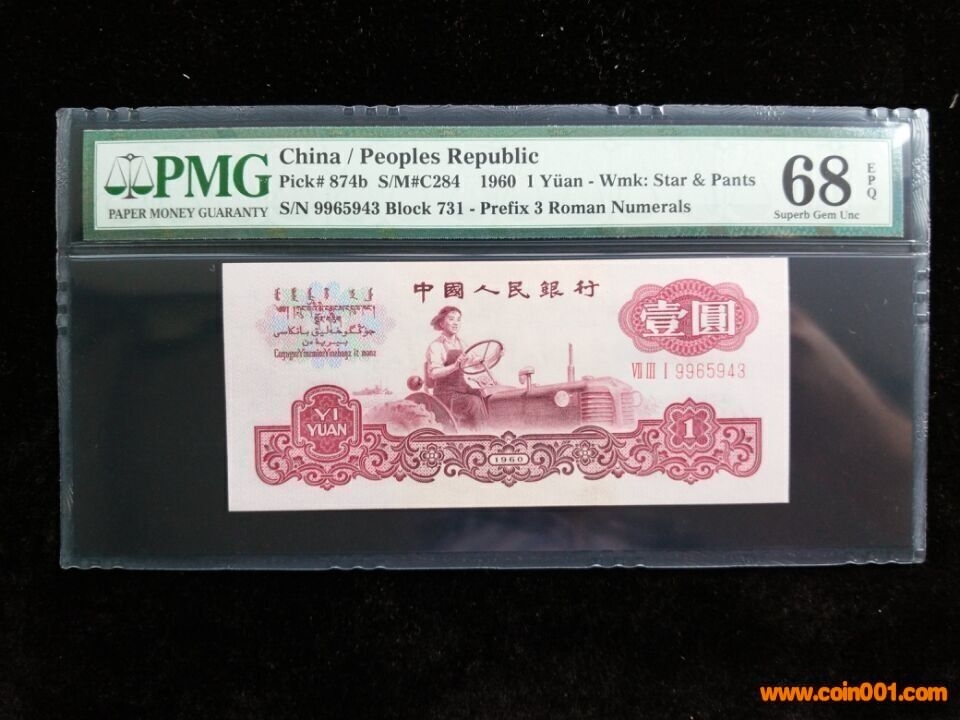 PMG
PAPER MONEY GUARANTY
China / Peoples Republic
Pick# 874b S/M#C284 1960 1 Yüan - Wmk: Star & Pants
S/N 9965943 Block 731 - Prefix 3 Roman Numerals
68
EPQ
Superb Gem Unc
中國人民銀行
壹圓
VII III I 9965943
YI
YUAN
1960
1
www.coin001.com